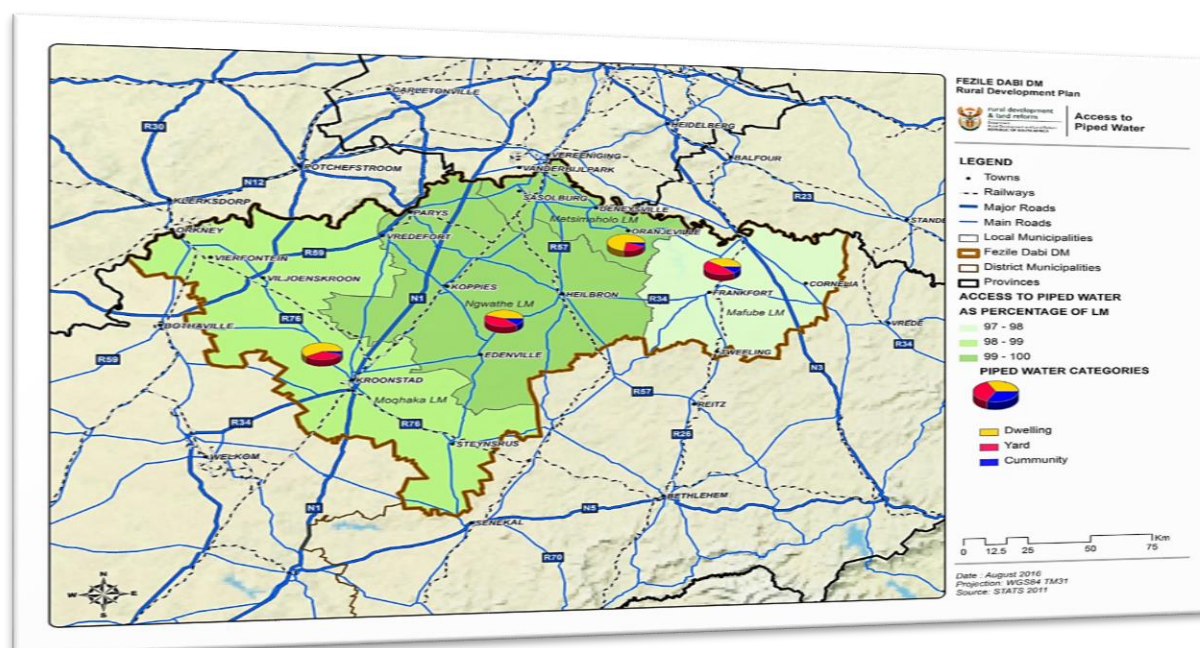 CARLETONVILLE
HEIDELBERG
R30
VEREENIGING
BALFOUR
POTCHEFSTROOM
VANDERBIJLPARK
N12
R23
KLERKSDORP
SASOLBURG
DENEYSVILLE
PARYS
Metsimaholo LM
STANDE
ORKNEY
VREDEFORT
ORANJEVILLE
R59
R57
VIERFONTEIN
VILJOENSKROON
KOPPIES
CORNELIA
N1
HEILBRON
R34
FRANKFORT
Ngwathe LM
Mafube LM
R76
BOTHAVILLE
VREDE
R34
R59
EDENVILLE
TWEELING
N3
KROONSTAD
R57
Moqhaka LM
REITZ
R34
R76
R26
STEYNSRUS
WELKOM
BETHLEHEM
N1
N5
SENEKAL
R70
N
W E
S
FEZILE DABI DM
Rural Development Plan
rural development
& land reform
REPUBLIC OF SOUTH AFRICA
Access to
Piped Water
LEGEND
Towns
Railways
Major Roads
Main Roads
Local Municipalities
Fezile Dabi DM
District Municipalities
Provinces
ACCESS TO PIPED WATER
AS PERCENTAGE OF LM
97 - 98
98 - 99
99 - 100
PIPED WATER CATEGORIES
Dwelling
Yard
Cummunity
Km
0 12.5 25 50 75
Date : August 2016
Projection: WGS84 TM31
Source: STATS 2011